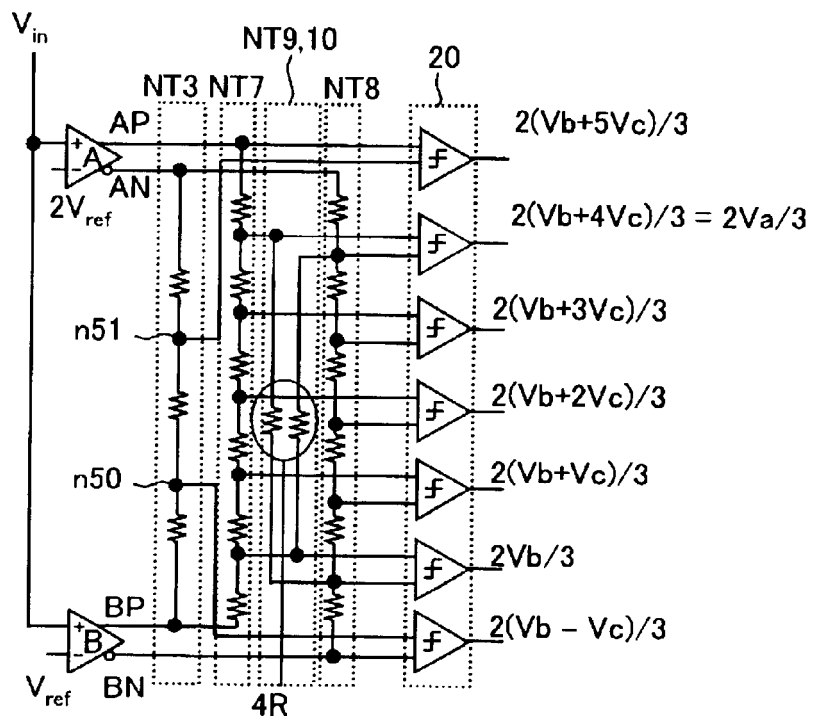 V_in
NT9,10
NT3 NT7 NT8 20
AP
2(Vb+5Vc)/3
+
A
-
AN
2V_ref
2(Vb+4Vc)/3 = 2Va/3
n51
2(Vb+3Vc)/3
2(Vb+2Vc)/3
n50
2(Vb+Vc)/3
2Vb/3
BP
+
B
-
2(Vb - Vc)/3
V_ref
BN
4R